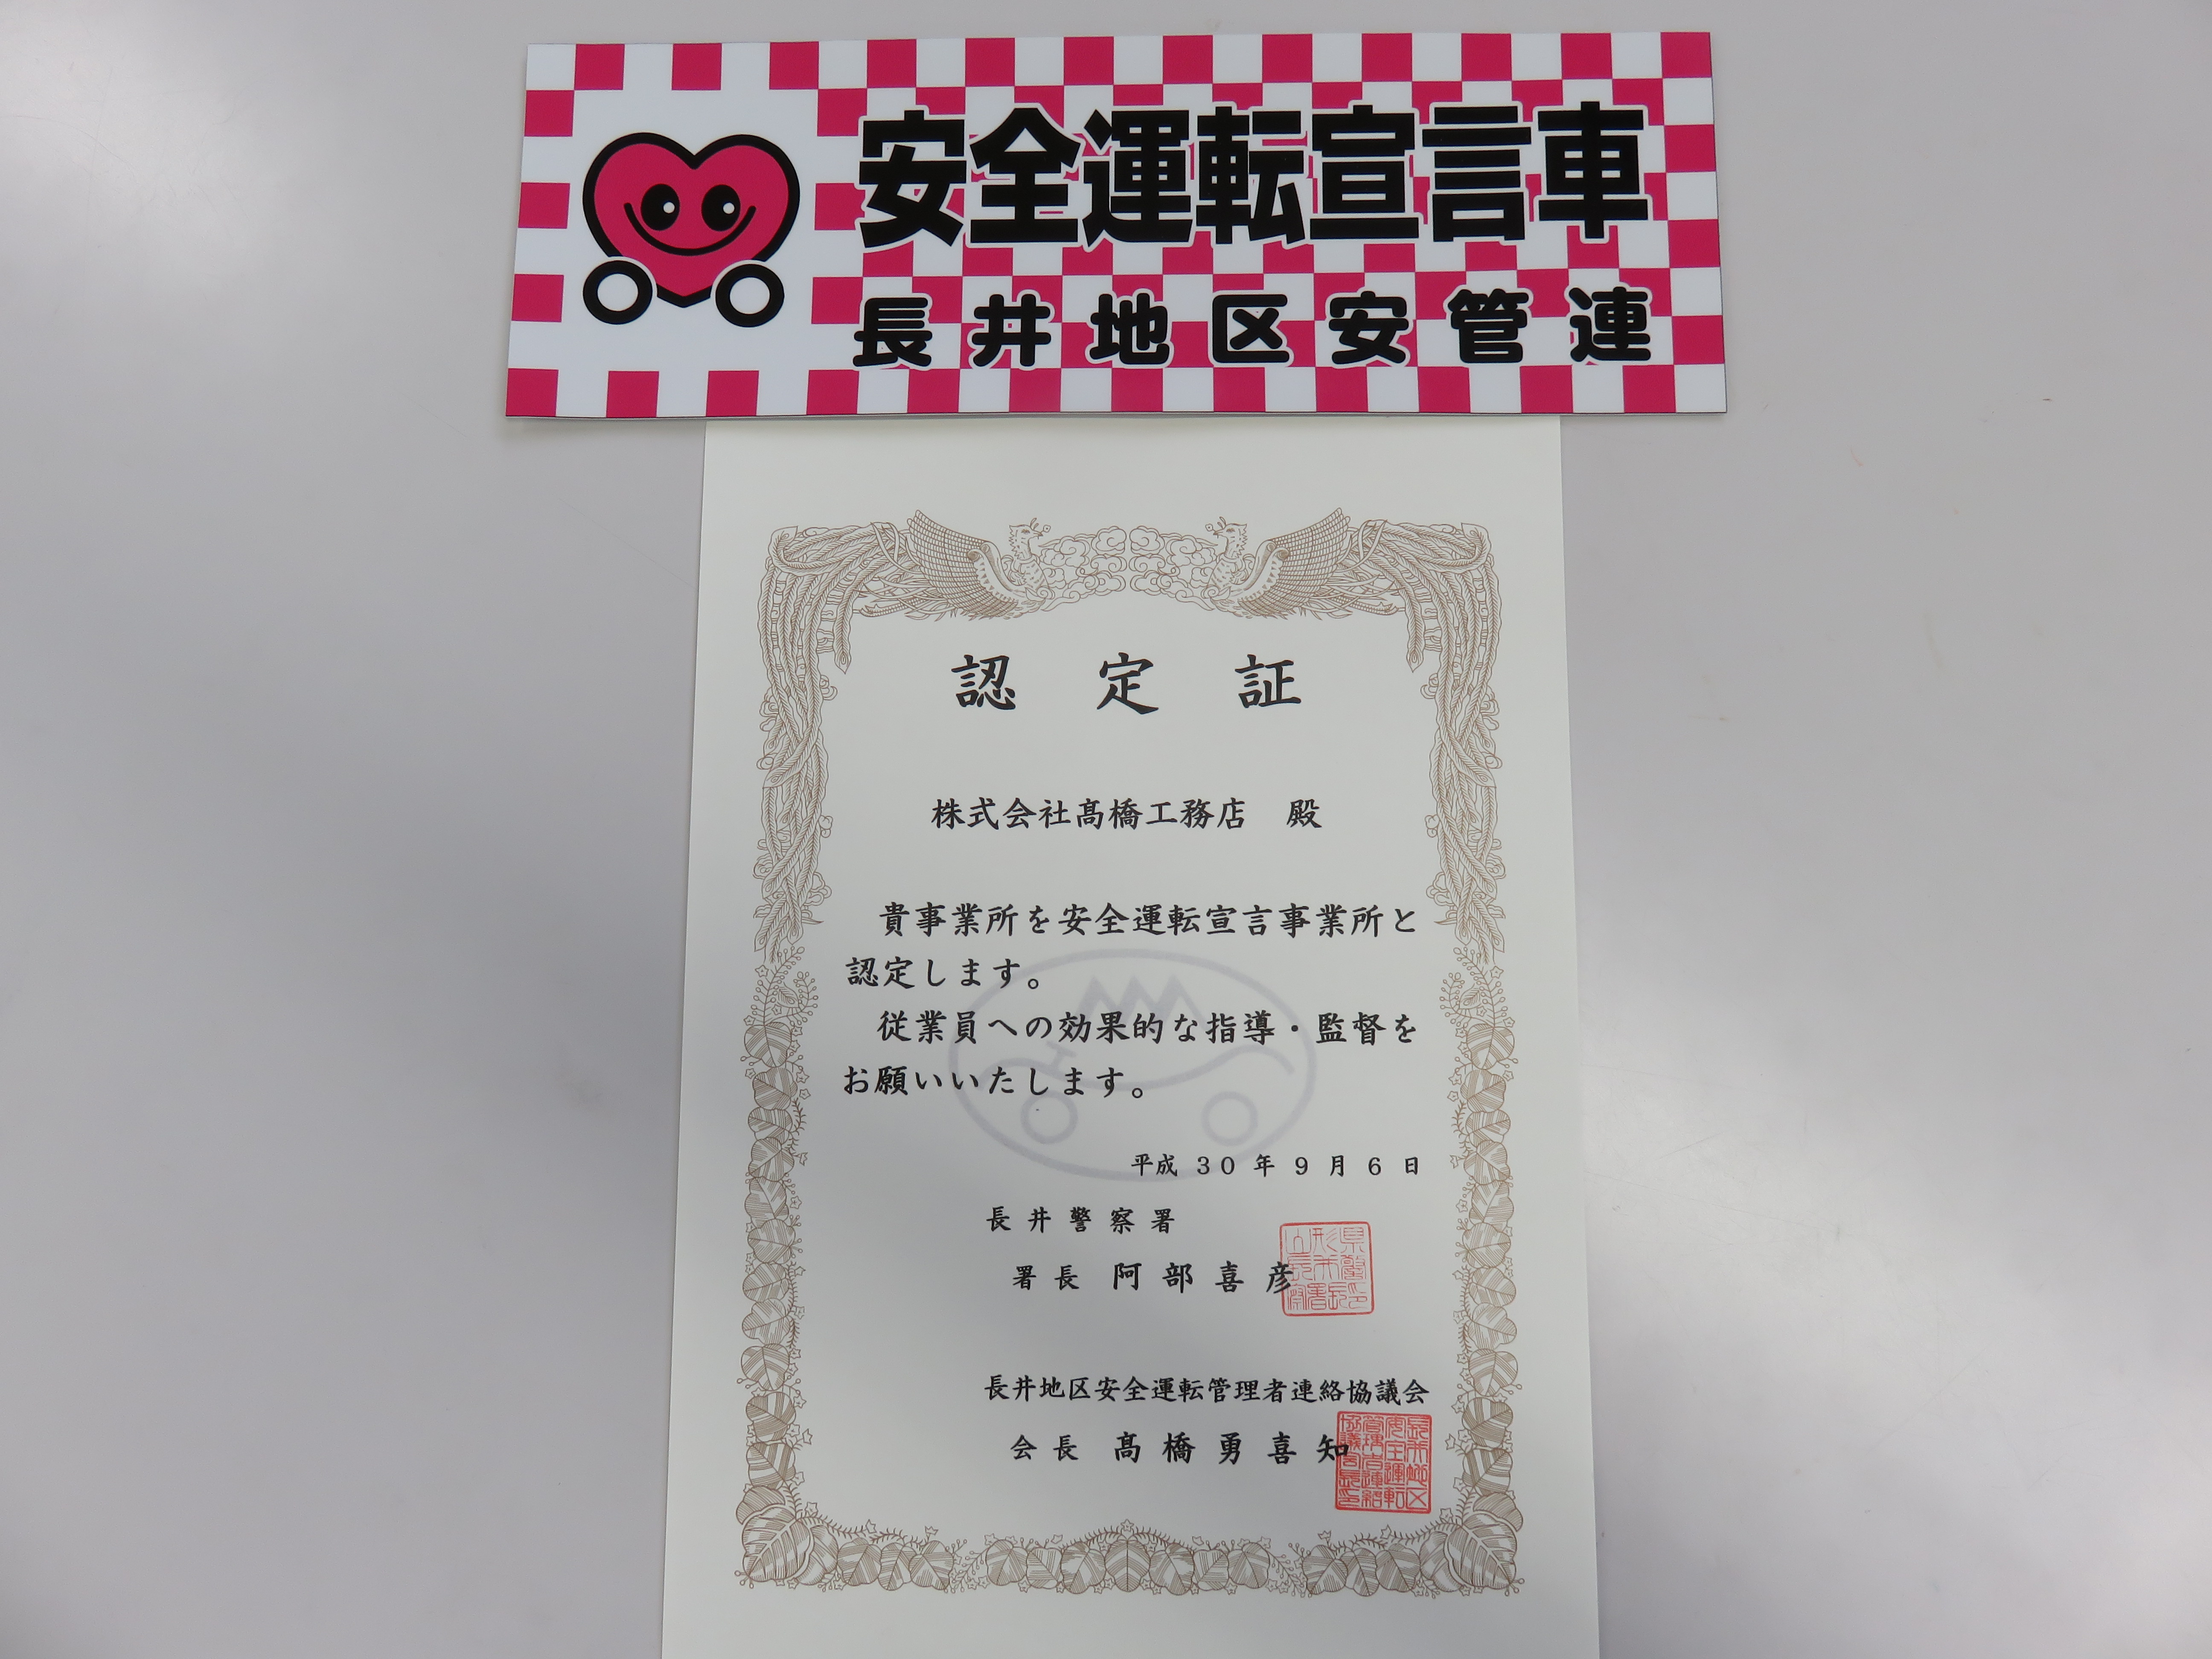 安全運転宣言車
長井地区安管連
認定証
株式会社髙橋工務店　殿
貴事業所を安全運転宣言事業所と
認定します。
従業員への効果的な指導・監督を
お願いいたします。
平成 30 年 9 月 6 日
長井警察署
署長 阿部喜彦
長井地区安全運転管理者連絡協議会
会長 髙橋勇喜知